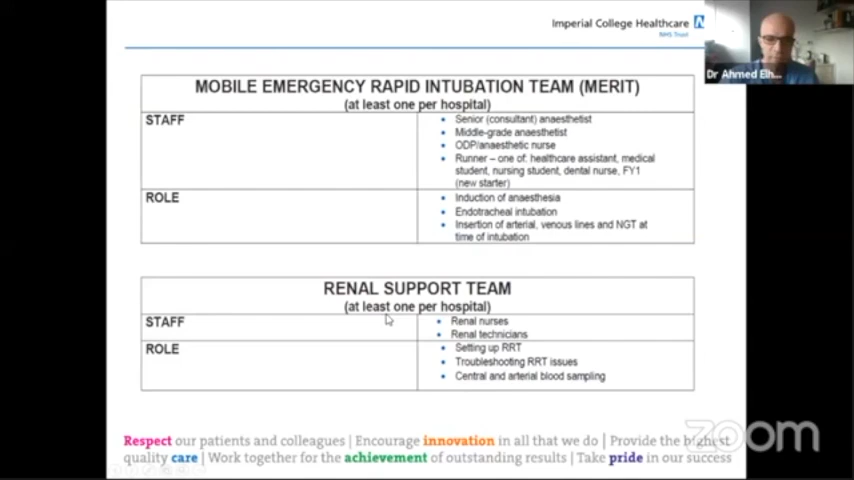 Imperial College Healthcare N
NHS Trust
Dr Ahmed Elh...
MOBILE EMERGENCY RAPID INTUBATION TEAM (MERIT)
(at least one per hospital)
STAFF
• Senior (consultant) anaesthetist
• Middle-grade anaesthetist
• ODP/anaesthetic nurse
• Runner – one of: healthcare assistant, medical
student, nursing student, dental nurse, FY1
(new starter)
ROLE
• Induction of anaesthesia
• Endotracheal intubation
• Insertion of arterial, venous lines and NGT at
time of intubation
RENAL SUPPORT TEAM
(at least one per hospital)
STAFF
• Renal nurses
• Renal technicians
ROLE
• Setting up RRT
• Troubleshooting RRT issues
• Central and arterial blood sampling
Respect our patients and colleagues | Encourage innovation in all that we do | Provide the highest
quality care | Work together for the achievement of outstanding results | Take pride in our success
zoom